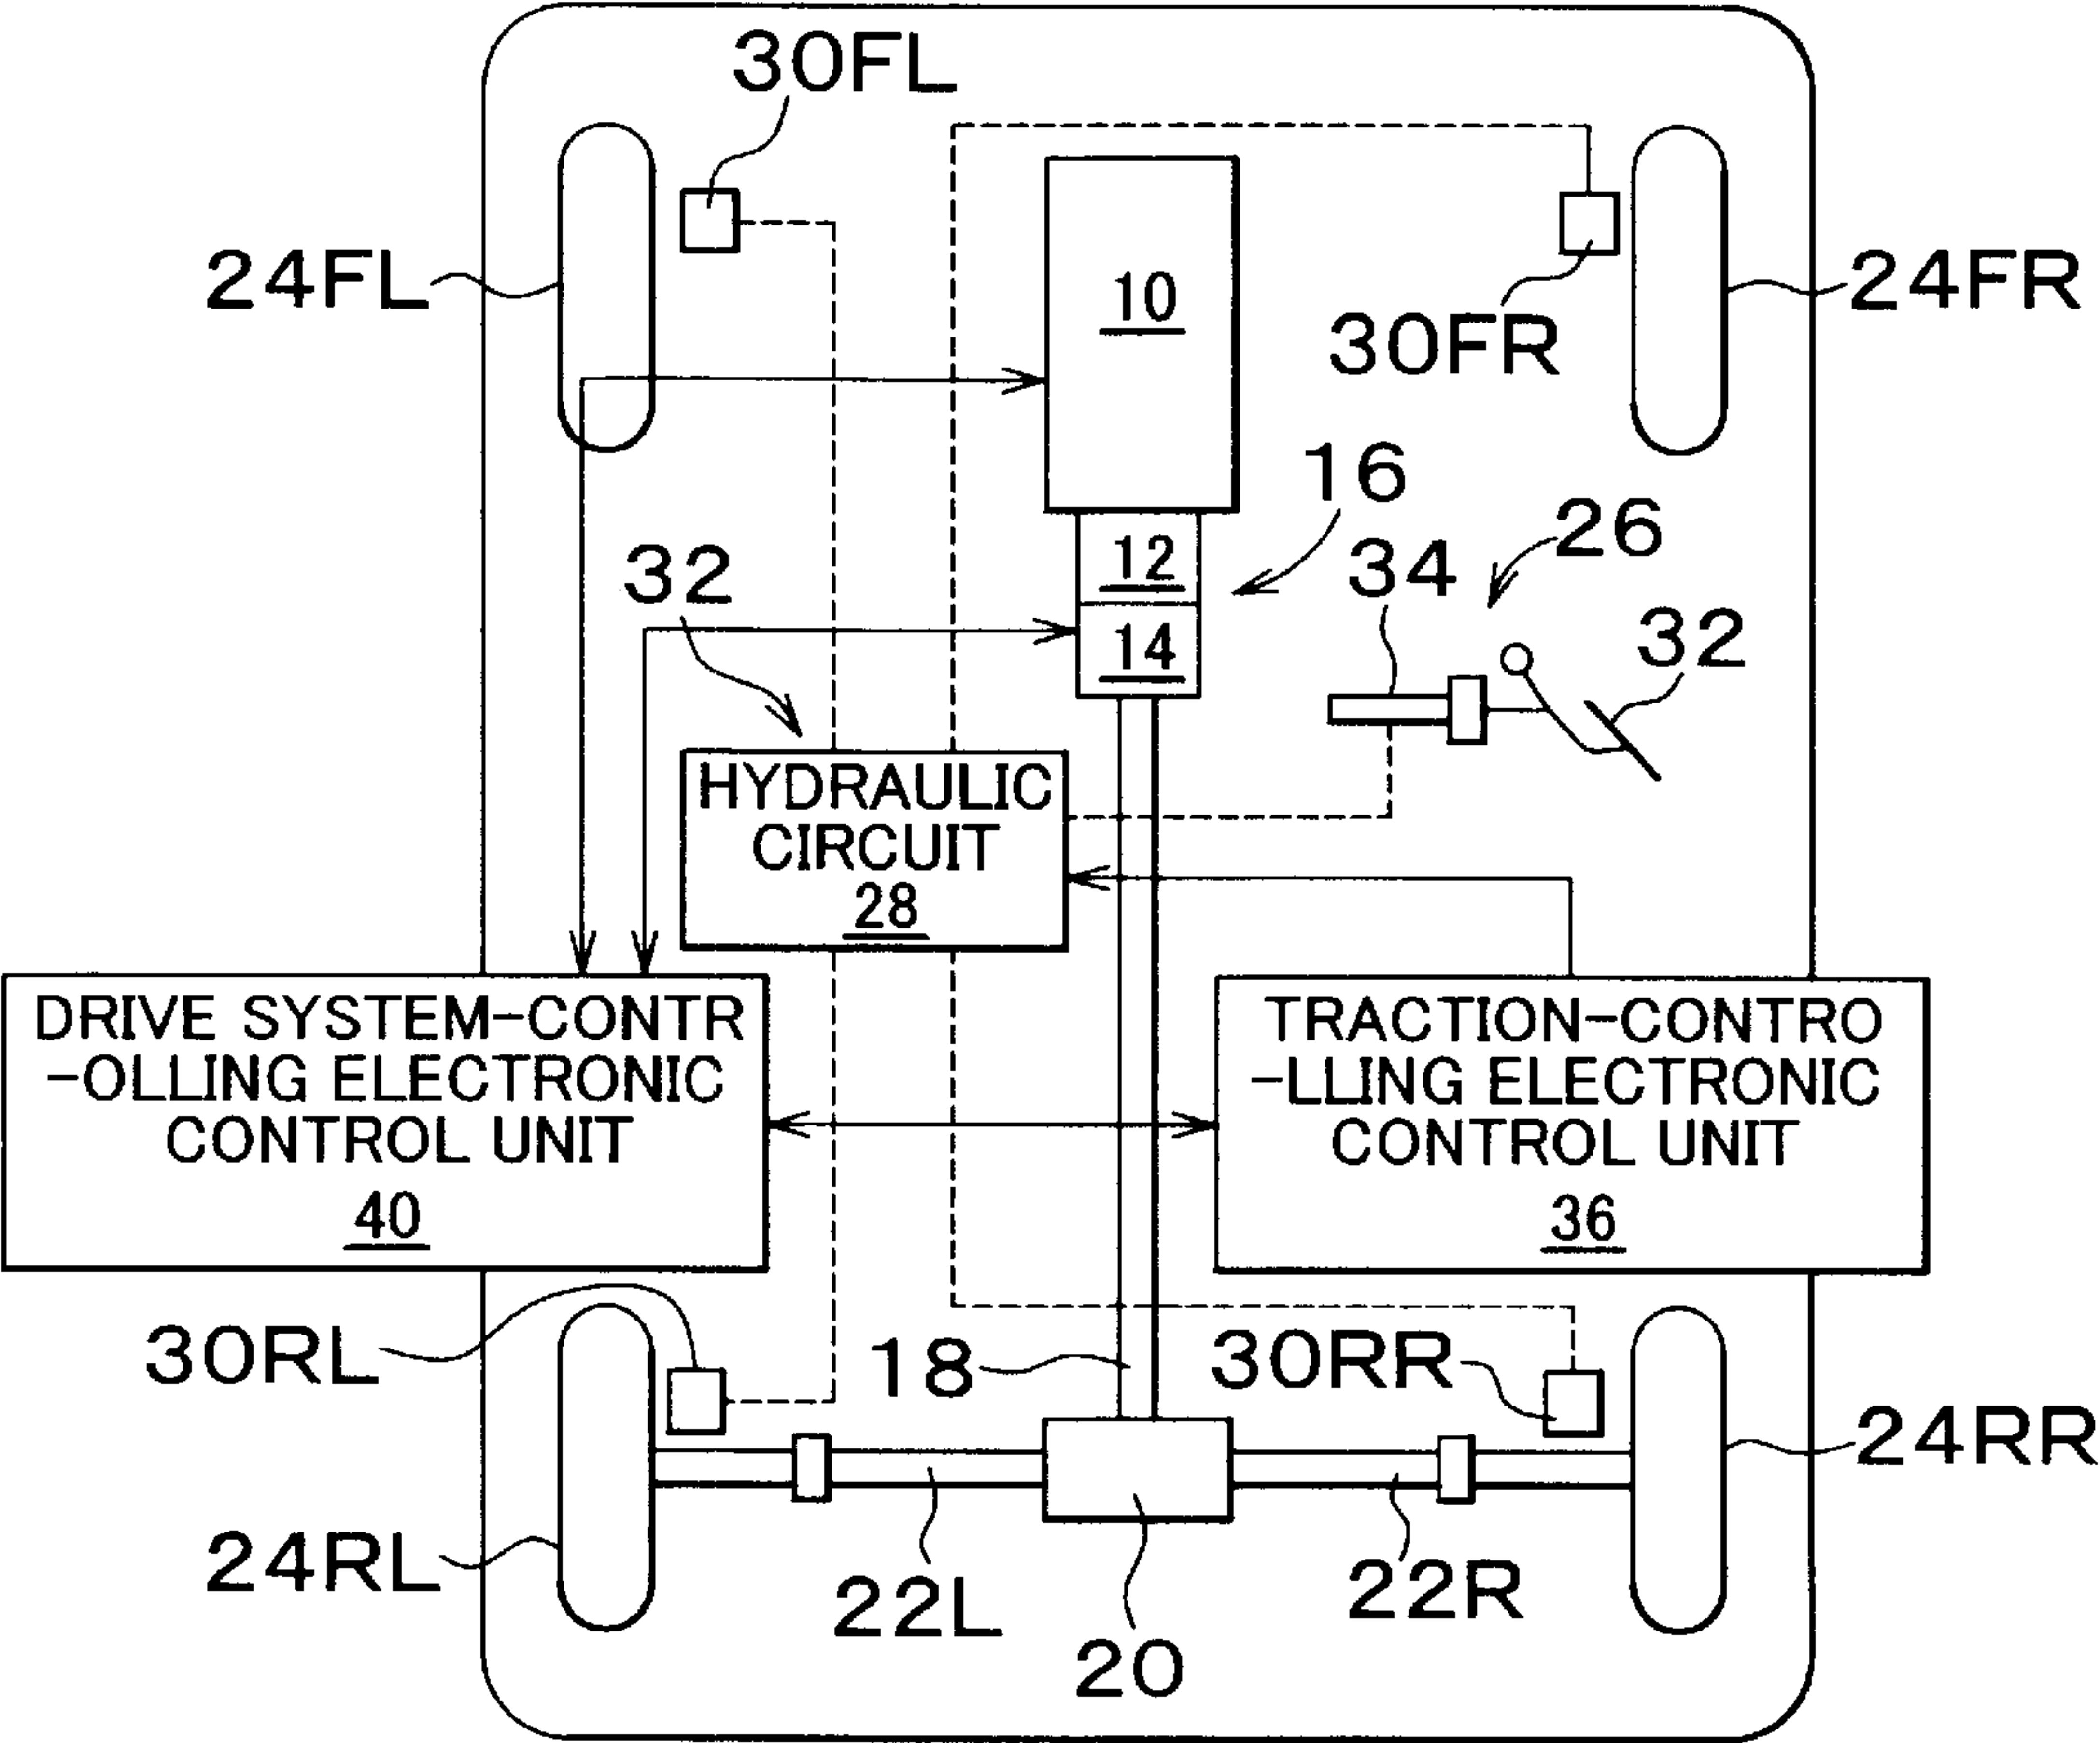 30FL
24FL
10
30FR
24FR
16
26
32
12
34
14
32
HYDRAULIC
CIRCUIT
28
DRIVE SYSTEM-CONTR
-OLLING ELECTRONIC
CONTROL UNIT
40
TRACTION-CONTRO
-LLING ELECTRONIC
CONTROL UNIT
36
30RL
18
30RR
24RR
24RL
22L
22R
20